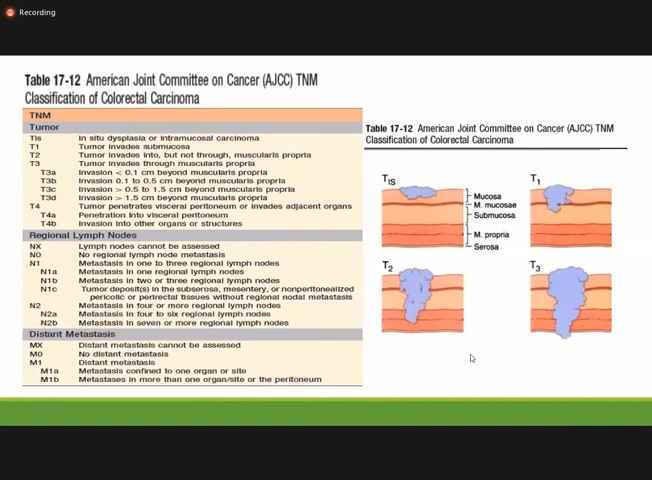 Recording
Table 17-12 American Joint Committee on Cancer (AJCC) TNM
Classification of Colorectal Carcinoma
TNM
Tumor
Tis In situ dysplasia or intramucosal carcinoma
T1 Tumor invades submucosa
T2 Tumor invades into, but not through, muscularis propria
T3 Tumor invades through muscularis propria
T3a Invasion < 0.1 cm beyond muscularis propria
T3b Invasion 0.1 to 0.5 cm beyond muscularis propria
T3c Invasion > 0.5 to 1.5 cm beyond muscularis propria
T3d Invasion > 1.5 cm beyond muscularis propria
T4 Tumor penetrates visceral peritoneum or invades adjacent organs
T4a Penetration into visceral peritoneum
T4b Invasion into other organs or structures
Regional Lymph Nodes
NX Lymph nodes cannot be assessed
N0 No regional lymph node metastasis
N1 Metastasis in one to three regional lymph nodes
N1a Metastasis in one regional lymph nodes
N1b Metastasis in two or three regional lymph nodes
N1c Tumor deposit(s) in the subserosa, mesentery, or nonperitonealized
pericolic or perirectal tissues without regional nodal metastasis
N2 Metastasis in four or more regional lymph nodes
N2a Metastasis in four to six regional lymph nodes
N2b Metastasis in seven or more regional lymph nodes
Distant Metastasis
MX Distant metastasis cannot be assessed
M0 No distant metastasis
M1 Distant metastasis
M1a Metastasis confined to one organ or site
M1b Metastases in more than one organ/site or the peritoneum
Table 17-12 American Joint Committee on Cancer (AJCC) TNM
Classification of Colorectal Carcinoma
TIS
T1
Mucosa
M. mucosae
Submucosa
M. propria
Serosa
T2
T3